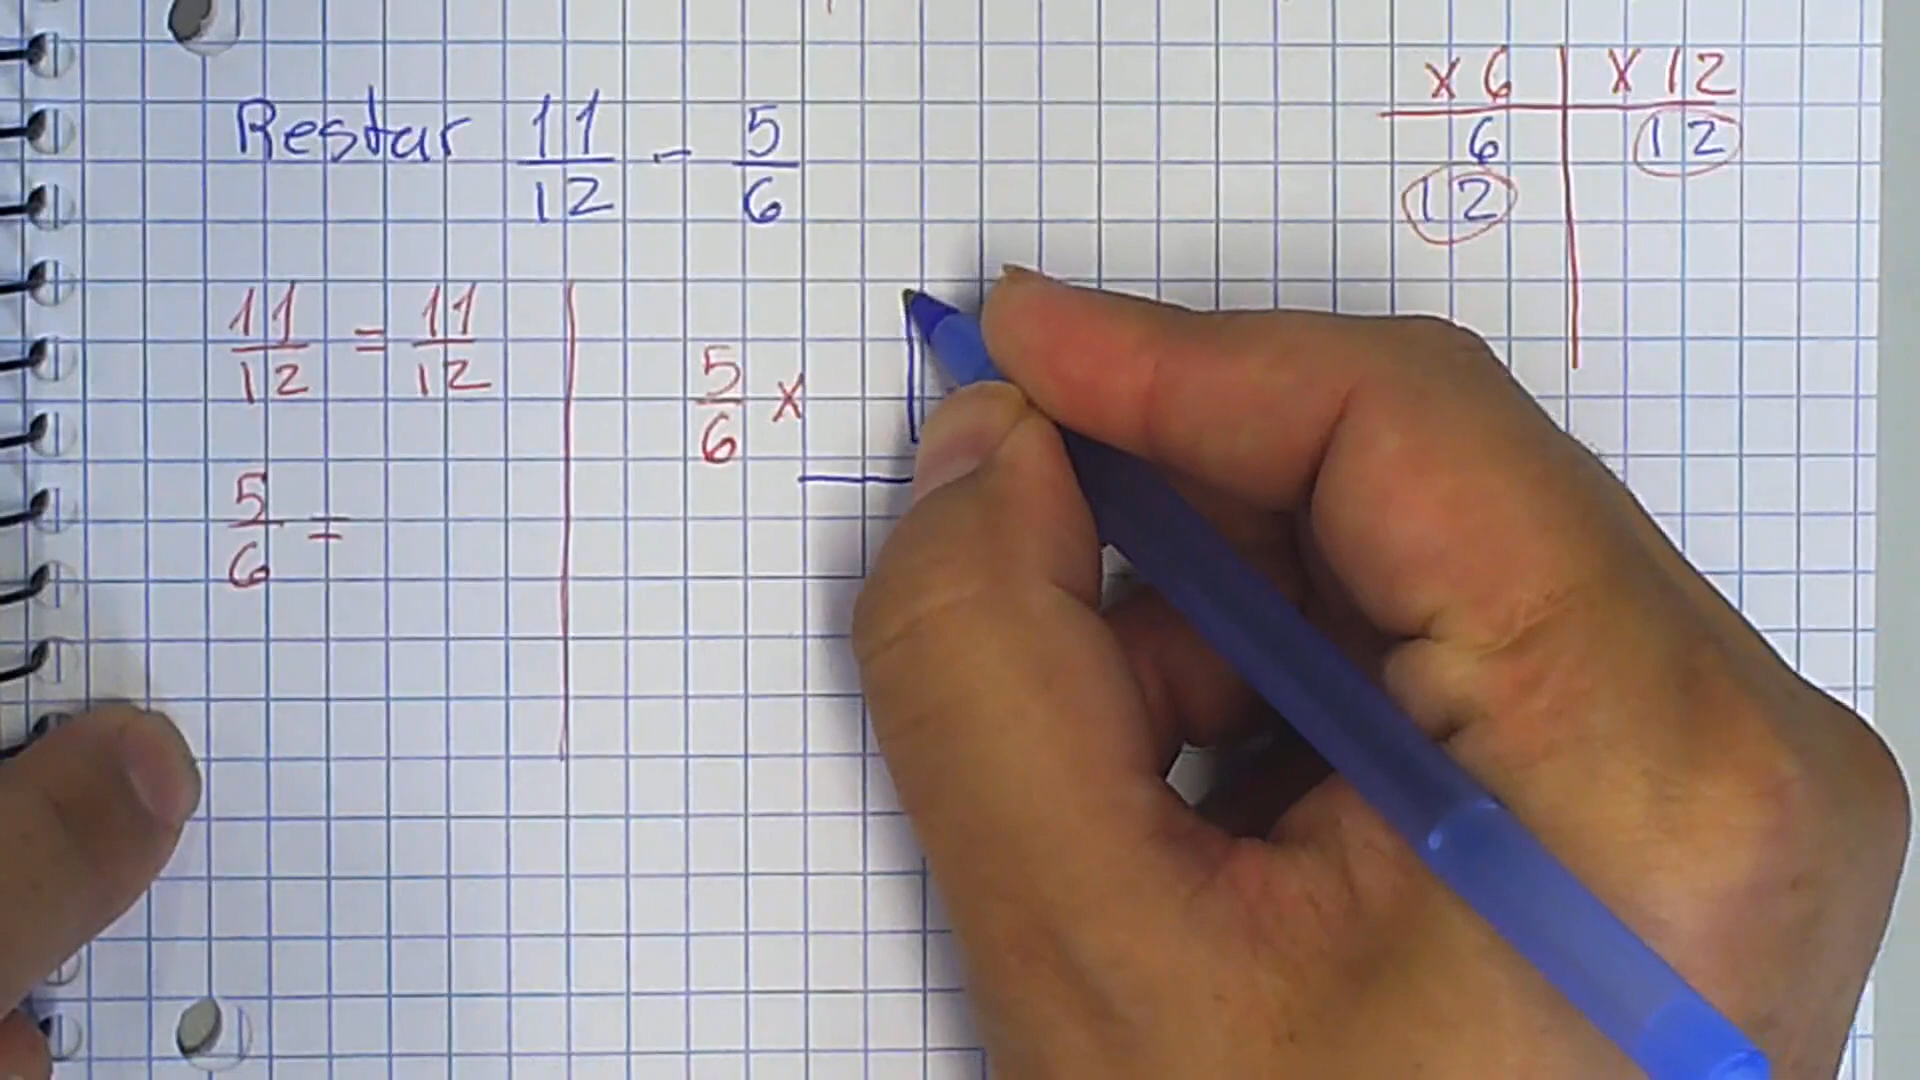 Restar 11/12 - 5/6
x 6 | x 12
6 | 12
12
11/12 = 11/12
5/6 x
5/6 =